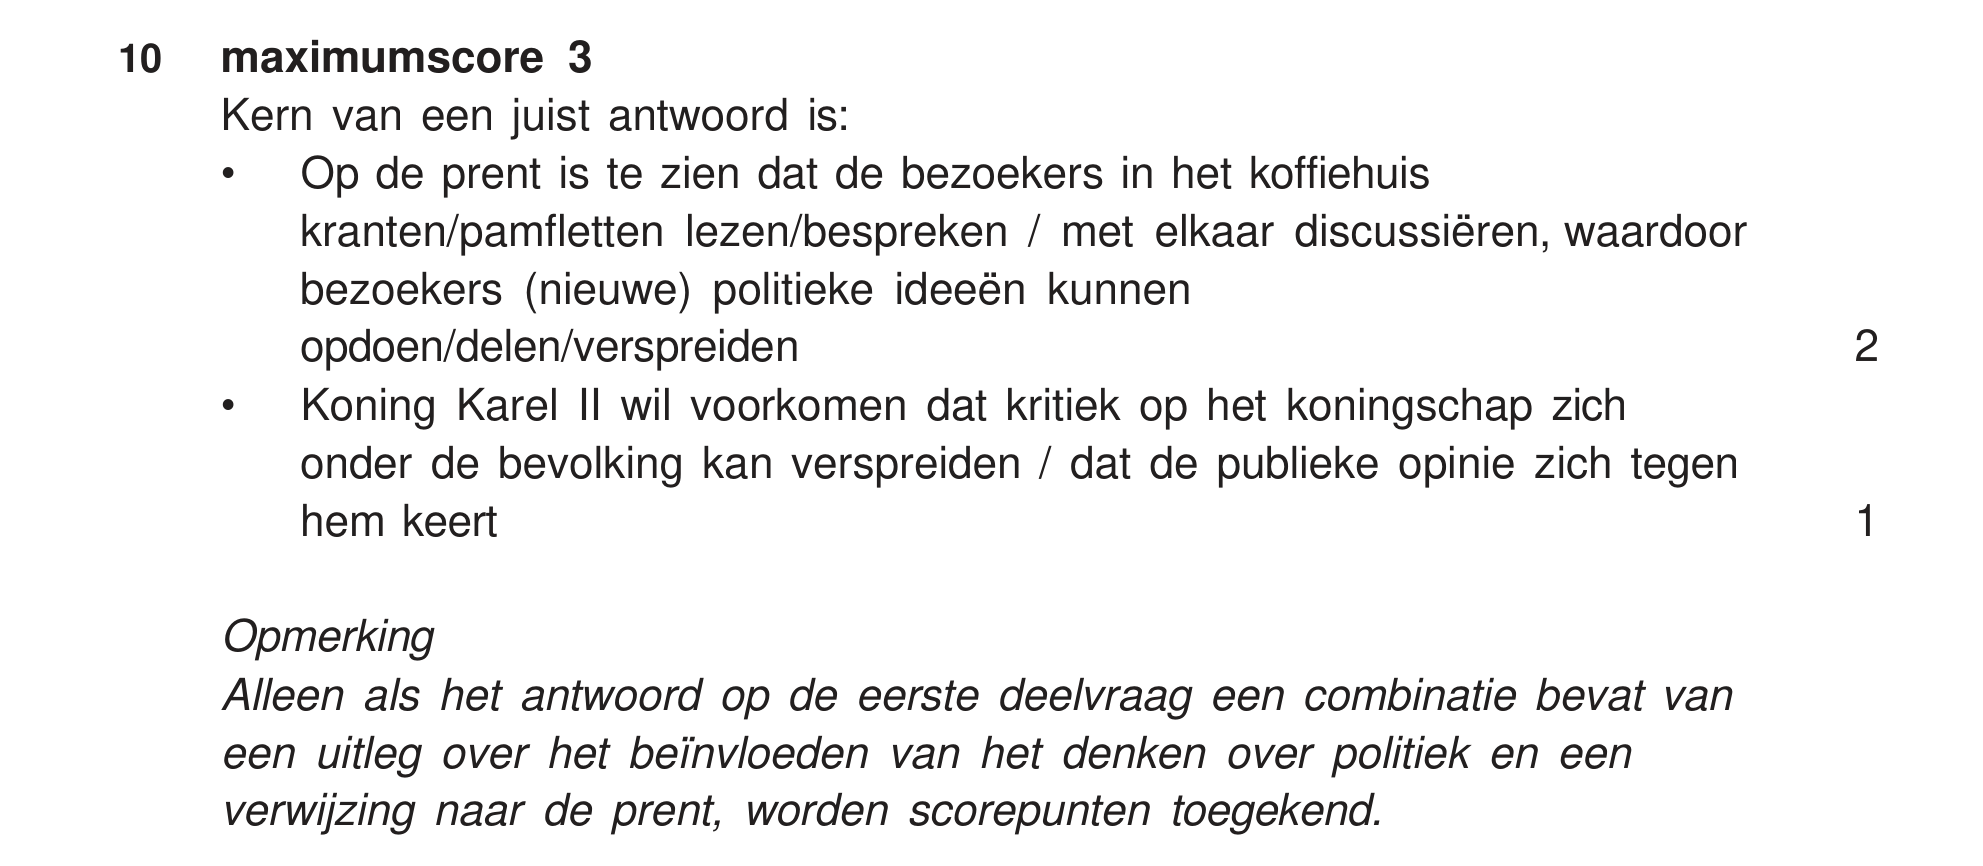 10 maximumscore 3
Kern van een juist antwoord is:
• Op de prent is te zien dat de bezoekers in het koffiehuis
kranten/pamfletten lezen/bespreken / met elkaar discussiëren, waardoor
bezoekers (nieuwe) politieke ideeën kunnen
opdoen/delen/verspreiden 2
• Koning Karel II wil voorkomen dat kritiek op het koningschap zich
onder de bevolking kan verspreiden / dat de publieke opinie zich tegen
hem keert 1
Opmerking
Alleen als het antwoord op de eerste deelvraag een combinatie bevat van
een uitleg over het beïnvloeden van het denken over politiek en een
verwijzing naar de prent, worden scorepunten toegekend.